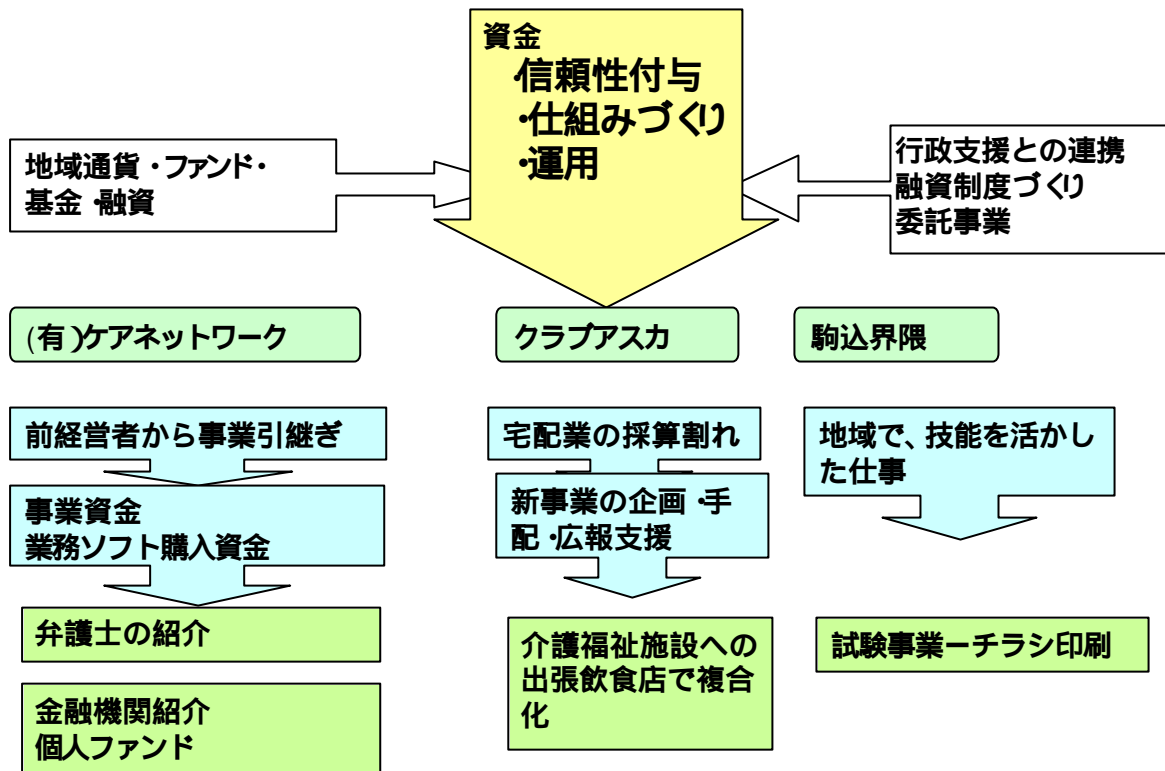 資金
・信頼性付与
・仕組みづくり
・運用
地域通貨・ファンド・
基金・融資
行政支援との連携
融資制度づくり
委託事業
(有)ケアネットワーク
クラブアスカ
駒込界隈
前経営者から事業引継ぎ
事業資金
業務ソフト購入資金
弁護士の紹介
金融機関紹介
個人ファンド
宅配業の採算割れ
新事業の企画・手
配・広報支援
介護福祉施設への
出張飲食店で複合
化
地域で、技能を活かし
た仕事
試験事業ーチラシ印刷